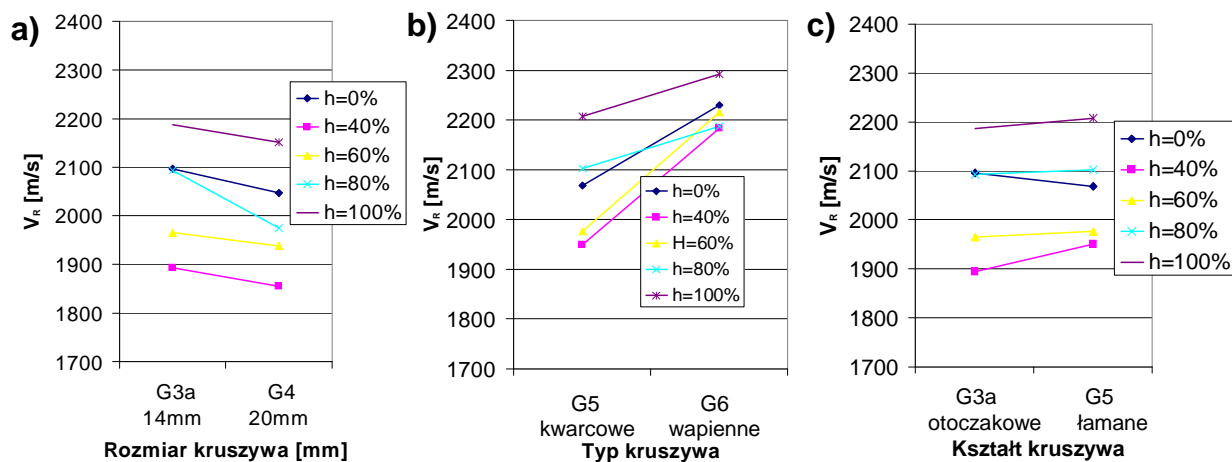 a)
2400
2300
2200
2100
2000
1900
1800
1700
V_R [m/s]
h=0%
h=40%
h=60%
h=80%
h=100%
G3a G4
14mm 20mm
Rozmiar kruszywa [mm]
b)
2400
2300
2200
2100
2000
1900
1800
1700
V_R [m/s]
h=0%
h=40%
H=60%
h=80%
h=100%
G5 G6
kwarcowe wapienne
Typ kruszywa
c)
2400
2300
2200
2100
2000
1900
1800
1700
V_R [m/s]
h=0%
h=40%
h=60%
h=80%
h=100%
G3a G5
otoczakowe łamane
Kształt kruszywa